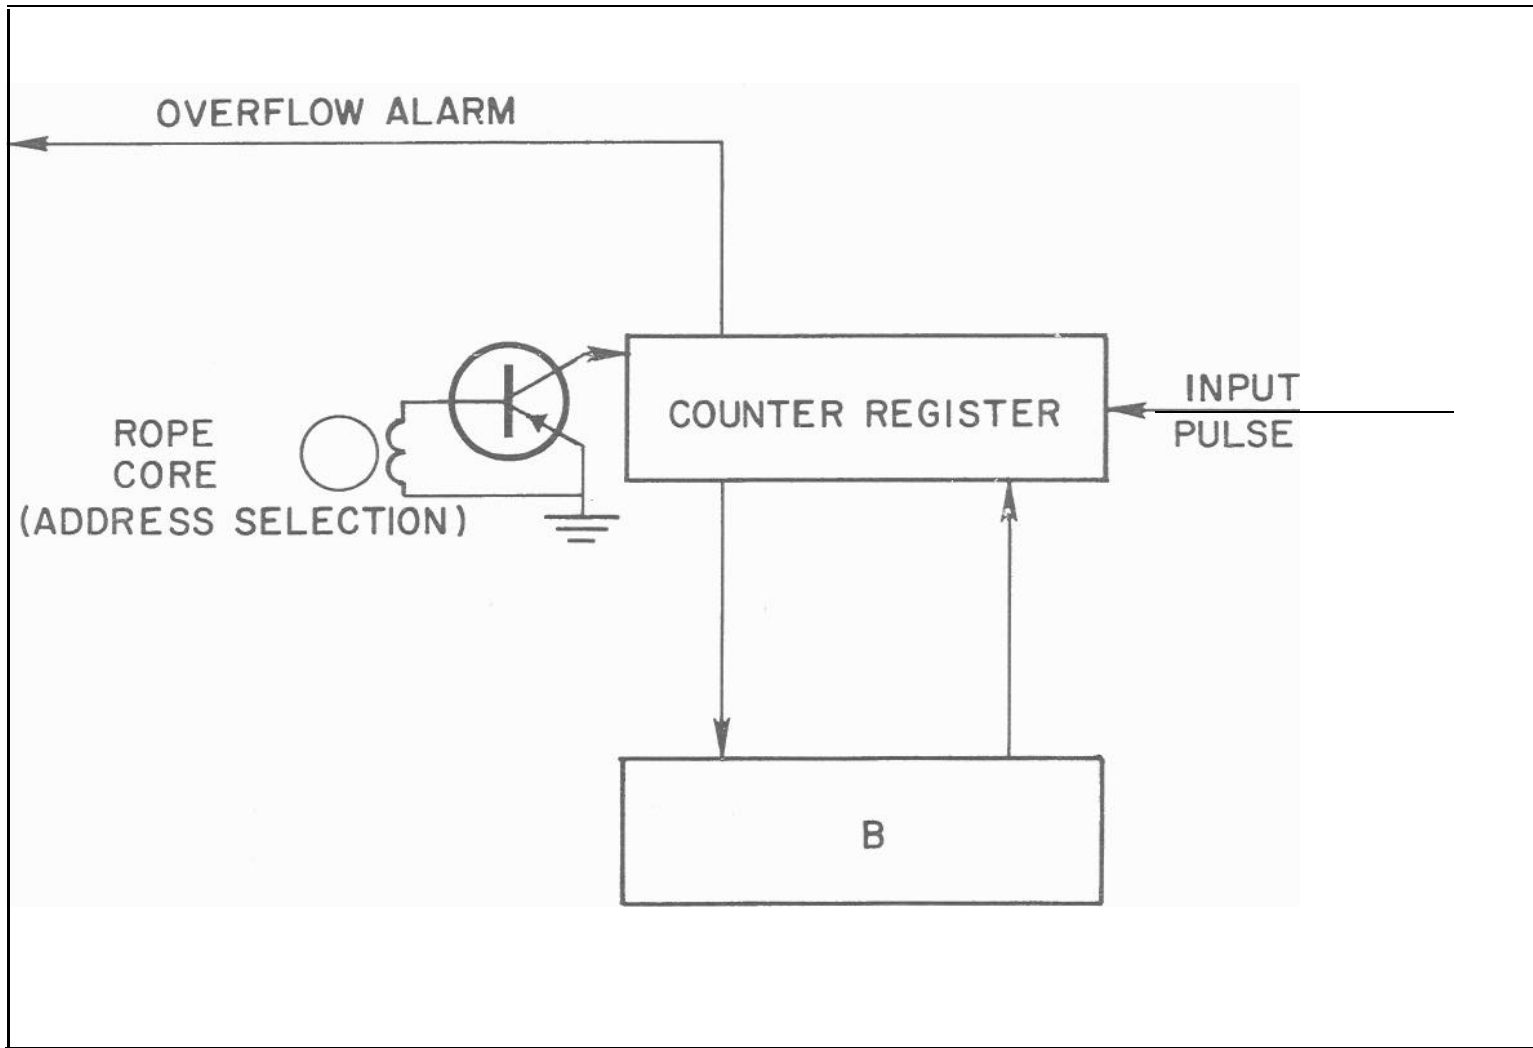 OVERFLOW ALARM
INPUT
PULSE
COUNTER REGISTER
ROPE
CORE
(ADDRESS SELECTION)
B